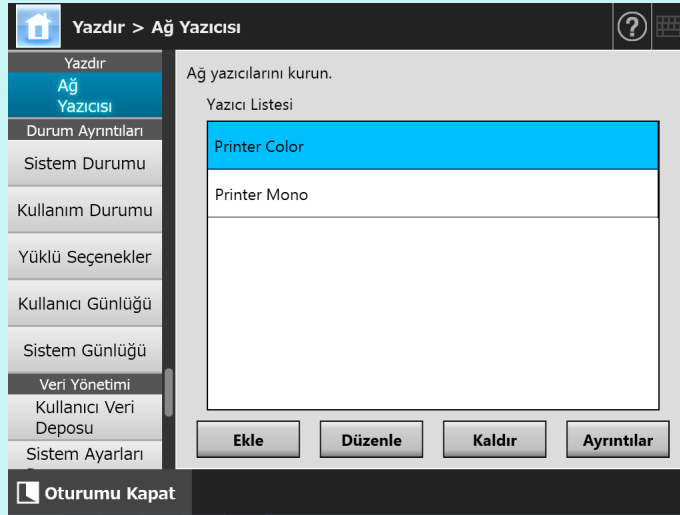 Yazdır > Ağ Yazıcısı
?
Yazdır
Ağ
Yazıcısı
Durum Ayrıntıları
Sistem Durumu
Kullanım Durumu
Yüklü Seçenekler
Kullanıcı Günlüğü
Sistem Günlüğü
Veri Yönetimi
Kullanıcı Veri
Deposu
Sistem Ayarları
Ağ yazıcılarını kurun.
Yazici Listesi
Printer Color
Printer Mono
Ekle
Düzenle
Kaldır
Ayrıntılar
Oturumu Kapat